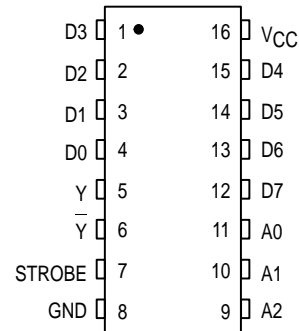 D3 1 16 VCC
D2 2 15 D4
D1 3 14 D5
D0 4 13 D6
Y 5 12 D7
Y̅ 6 11 A0
STROBE 7 10 A1
GND 8 9 A2